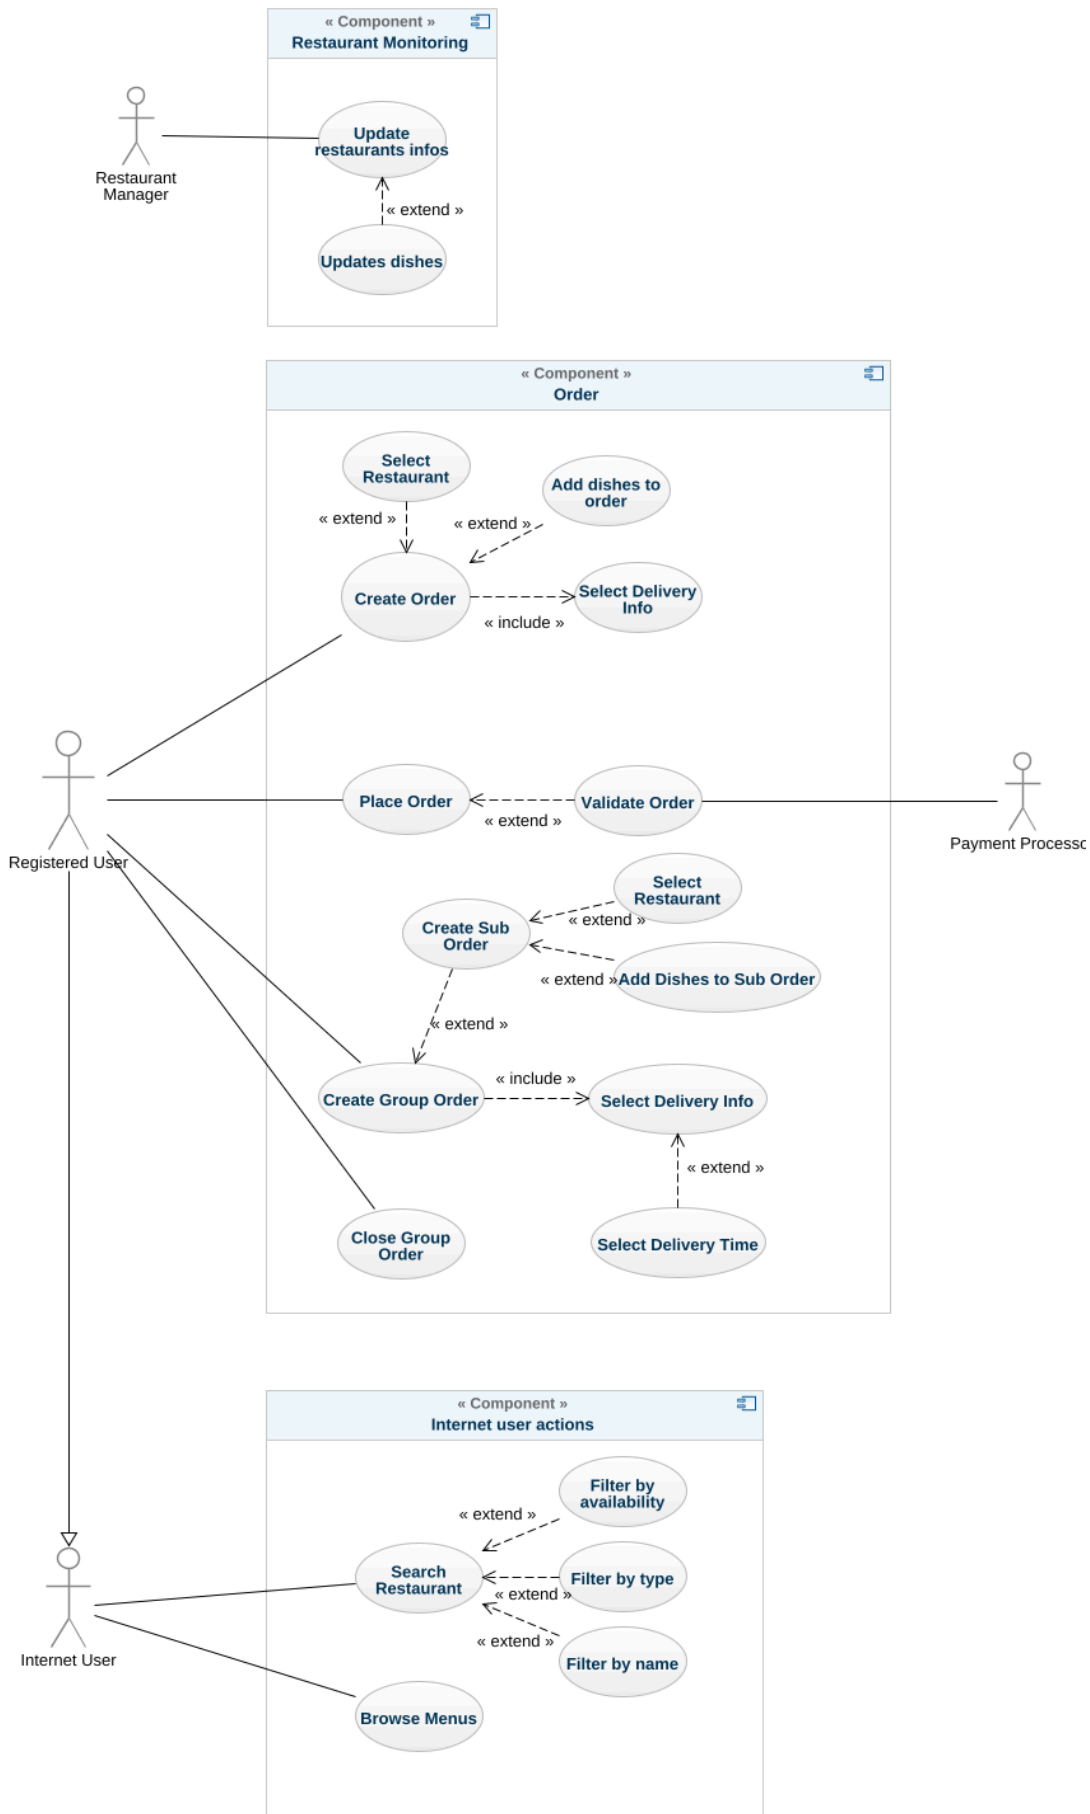 « Component »
Restaurant Monitoring
Update
restaurants infos
Restaurant
Manager
« extend »
Updates dishes
« Component »
Order
Select
Restaurant
Add dishes to
order
« extend »
« extend »
Create Order
Select Delivery
Info
« include »
Place Order
Validate Order
« extend »
Registered User
Payment Processo
Select
Restaurant
Create Sub
Order
« extend »
« extend »
Add Dishes to Sub Order
« extend »
« include »
Create Group Order
Select Delivery Info
« extend »
Close Group
Order
Select Delivery Time
« Component »
Internet user actions
Filter by
availability
« extend »
Search
Restaurant
Filter by type
« extend »
« extend »
Filter by name
Internet User
Browse Menus